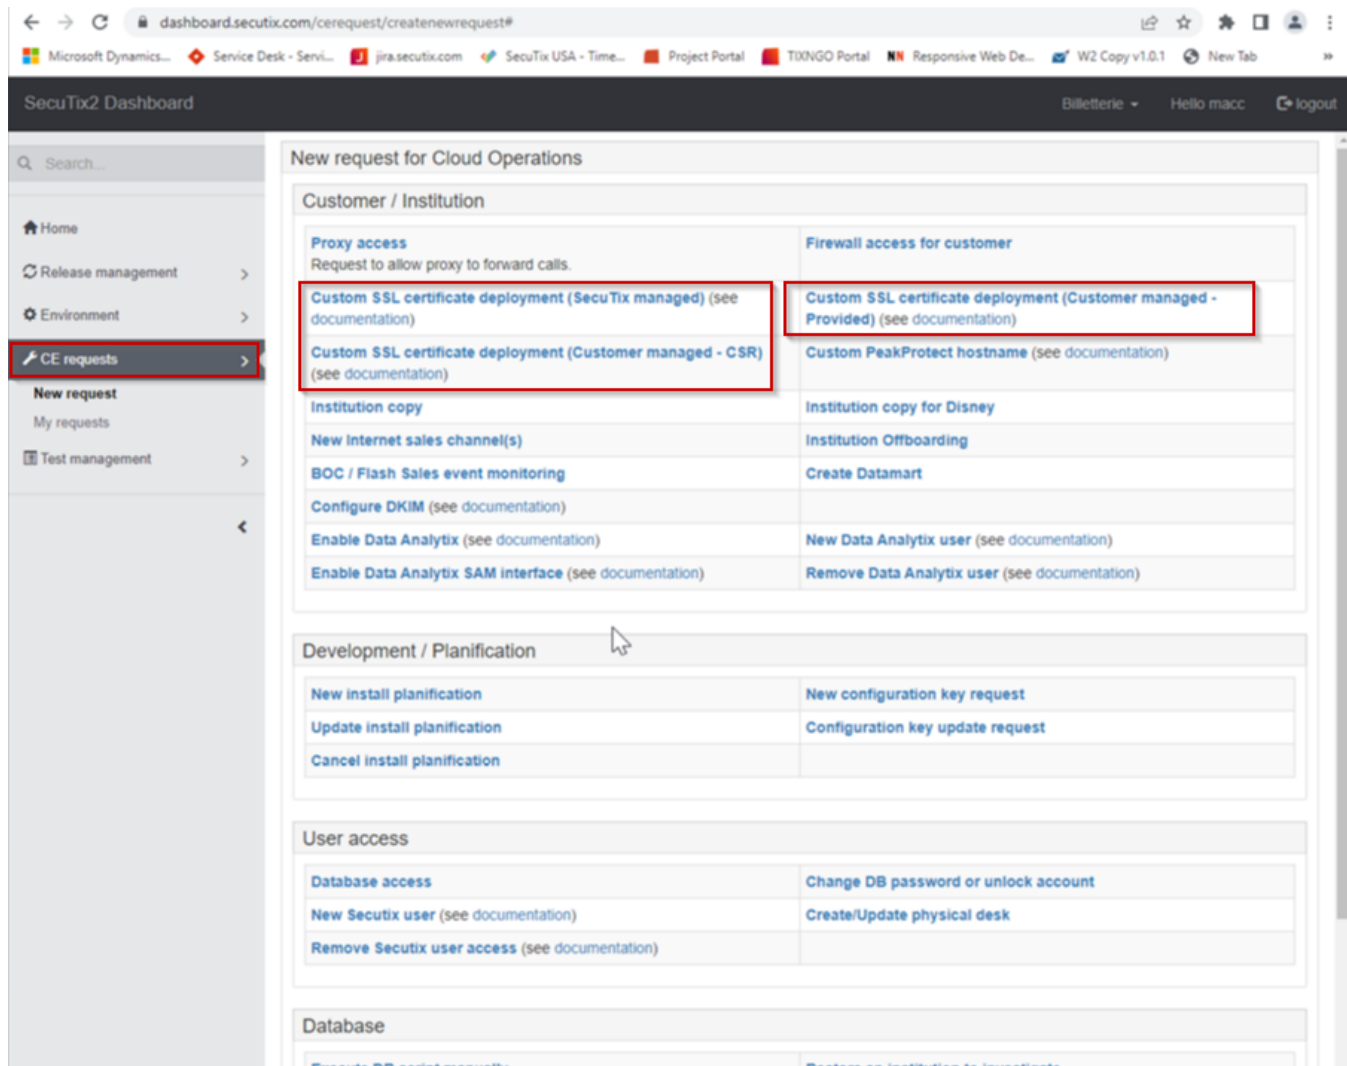 dashboard.secutix.com/cerequest/createnewrequest#
Microsoft Dynamics... Service Desk - Servi... jira.secutix.com SecuTix USA - Time... Project Portal TIXNGO Portal NN Responsive Web De... W2 Copy v1.0.1 New Tab »
SecuTix2 Dashboard Billetterie Hello macc logout
Search...
Home
Release management
Environment
CE requests
New request
My requests
Test management
New request for Cloud Operations
Customer / Institution
Proxy access
Request to allow proxy to forward calls.
Firewall access for customer
Custom SSL certificate deployment (SecuTix managed) (see
documentation)
Custom SSL certificate deployment (Customer managed -
Provided) (see documentation)
Custom SSL certificate deployment (Customer managed - CSR)
(see documentation)
Custom PeakProtect hostname (see documentation)
Institution copy
Institution copy for Disney
New Internet sales channel(s)
Institution Offboarding
BOC / Flash Sales event monitoring
Create Datamart
Configure DKIM (see documentation)
Enable Data Analytix (see documentation)
New Data Analytix user (see documentation)
Enable Data Analytix SAM interface (see documentation)
Remove Data Analytix user (see documentation)
Development / Planification
New install planification
New configuration key request
Update install planification
Configuration key update request
Cancel install planification
User access
Database access
Change DB password or unlock account
New Secutix user (see documentation)
Create/Update physical desk
Remove Secutix user access (see documentation)
Database